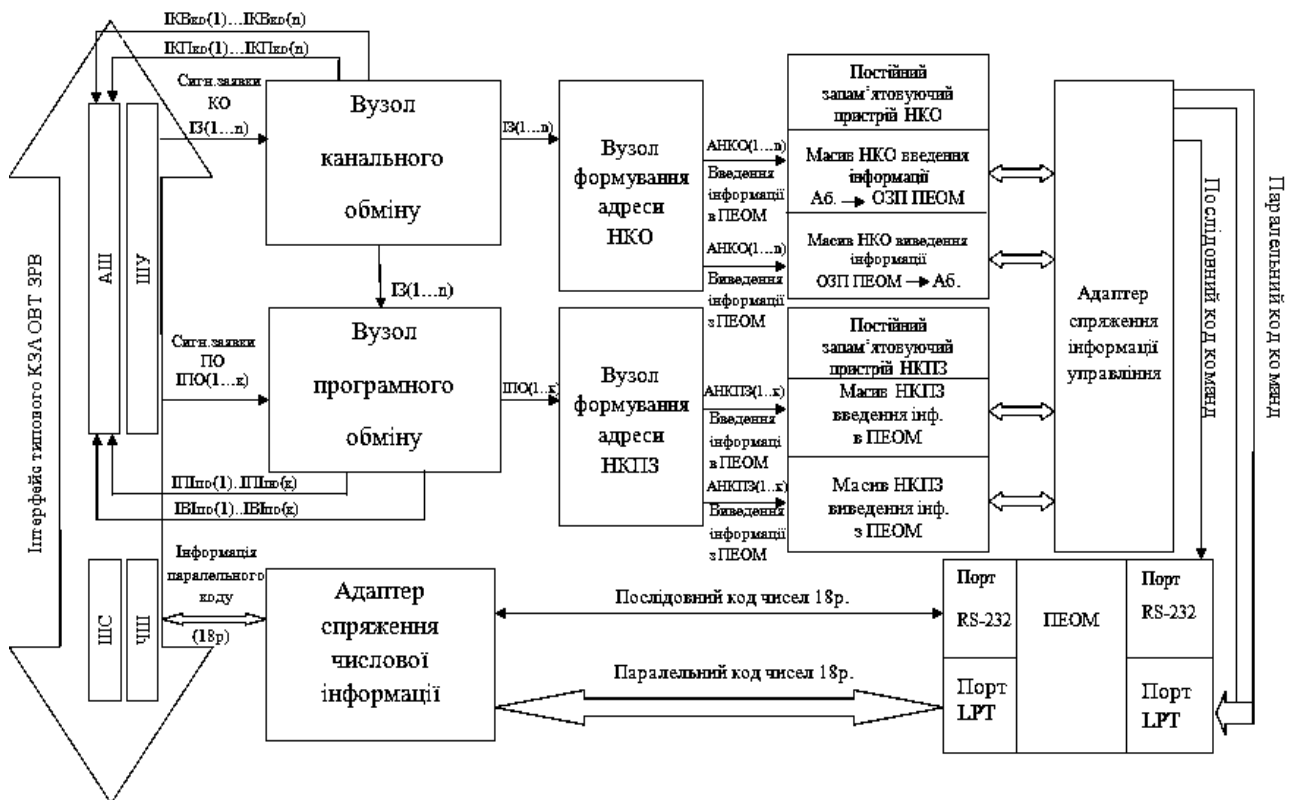 ІКВко(1)...ІКВко(n)
ІКПко(1)...ІКПко(n)
Сигн.заявки
КО
ІЗ(1...n)
Вузол
канального
обміну
ІЗ(1...n)
Вузол
формування
адреси
НКО
АНКО(1...n)
Введення
інформації
в ПЕОМ
АНКО(1...n)
Виведення
інформації
з ПЕОМ
Постійний
запам’ятовуючий
пристрій НКО
Масив НКО введення
інформації
Аб. → ОЗП ПЕОМ
Масив НКО виведення
інформації
ОЗП ПЕОМ → Аб.
Адаптер
спряження
інформації
управління
Послідонний код команд
Паралельний код команд
Інтерфейс типового КЗА ОВТ ЗРВ
АШ
ШУ
ІЗ(1...n)
Сигн.заявки
ПО
ІПО(1...к)
Вузол
програмного
обміну
ІПО(1...к)
Вузол
формування
адреси
НКПЗ
АНКПЗ(1...к)
Введення
інформаці
в ПЕОМ
АНКПЗ(1...к)
Виведення
інформації
з ПЕОМ
Постійний
запам’ятовуючий
пристрій НКПЗ
Масив НКПЗ
введення інф.
в ПЕОМ
Масив НКПЗ
виведення інф.
з ПЕОМ
ІПІпо(1)..ІПІпо(к)
ІВІпо(1)..ІВІпо(к)
ШС
ЧШ
Інформація
паралельного
коду
(18р)
Адаптер
спряження
числової
інформації
Послідовний код чисел 18р.
Паралельний код чисел 18р.
Порт
RS-232
ПЕОМ
Порт
RS-232
Порт
LPT
Порт
LPT